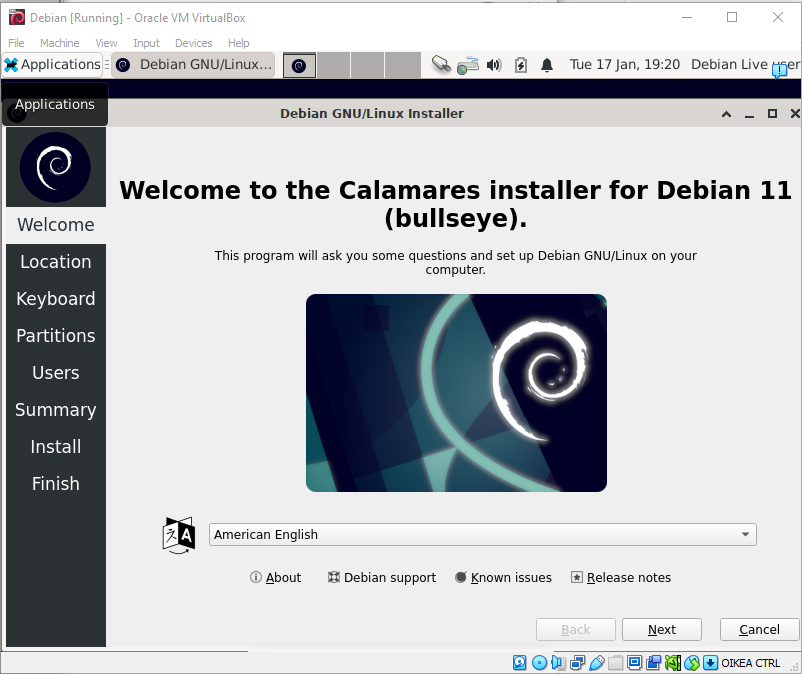 Debian [Running] - Oracle VM VirtualBox
File Machine View Input Devices Help
Applications Debian GNU/Linux... Tue 17 Jan, 19:20 Debian Live user
Applications
Debian GNU/Linux Installer
Welcome to the Calamares installer for Debian 11
(bullseye).
This program will ask you some questions and set up Debian GNU/Linux on your
computer.
Welcome
Location
Keyboard
Partitions
Users
Summary
Install
Finish
A
American English
About Debian support Known issues Release notes
Back Next Cancel
OIKEA CTRL